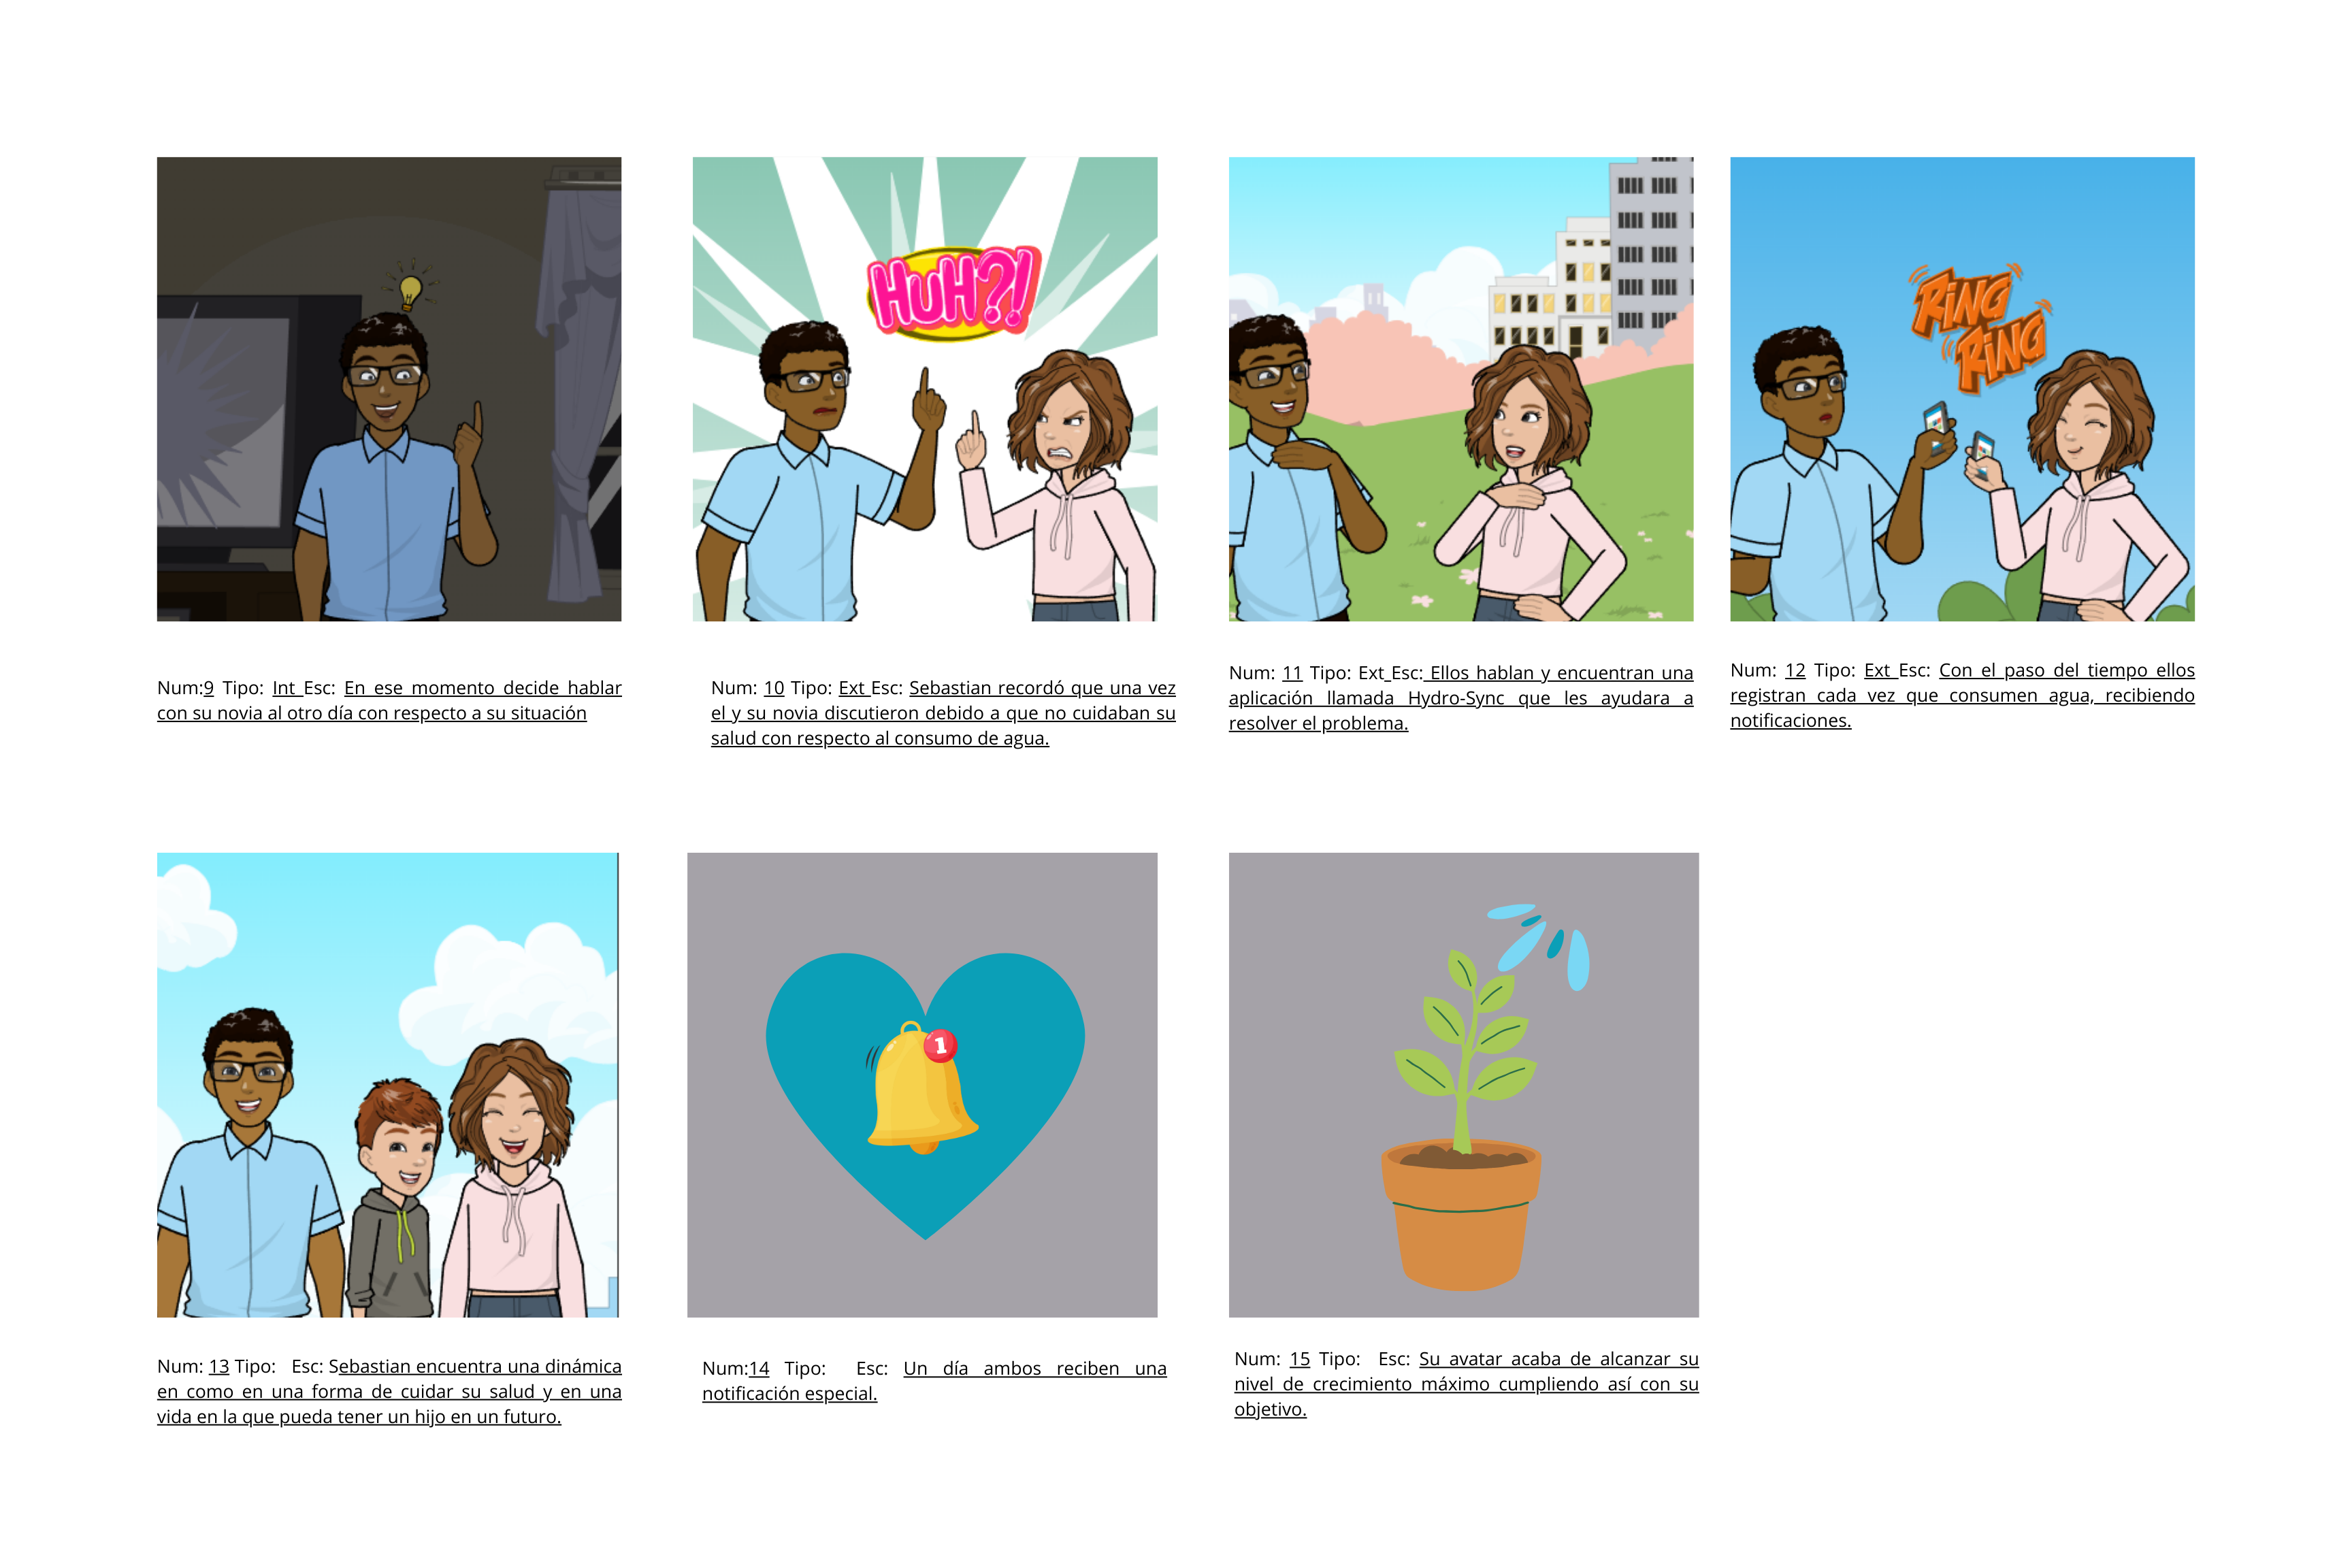 HUH?!
RING
RING
Num:9 Tipo: Int Esc: En ese momento decide hablar
con su novia al otro día con respecto a su situación
Num: 10 Tipo: Ext Esc: Sebastian recordó que una vez
el y su novia discutieron debido a que no cuidaban su
salud con respecto al consumo de agua.
Num: 11 Tipo: Ext Esc: Ellos hablan y encuentran una
aplicación llamada Hydro-Sync que les ayudara a
resolver el problema.
Num: 12 Tipo: Ext Esc: Con el paso del tiempo ellos
registran cada vez que consumen agua, recibiendo
notificaciones.
1
Num: 13 Tipo: Esc: Sebastian encuentra una dinámica
en como en una forma de cuidar su salud y en una
vida en la que pueda tener un hijo en un futuro.
Num:14 Tipo: Esc: Un día ambos reciben una
notificación especial.
Num: 15 Tipo: Esc: Su avatar acaba de alcanzar su
nivel de crecimiento máximo cumpliendo así con su
objetivo.